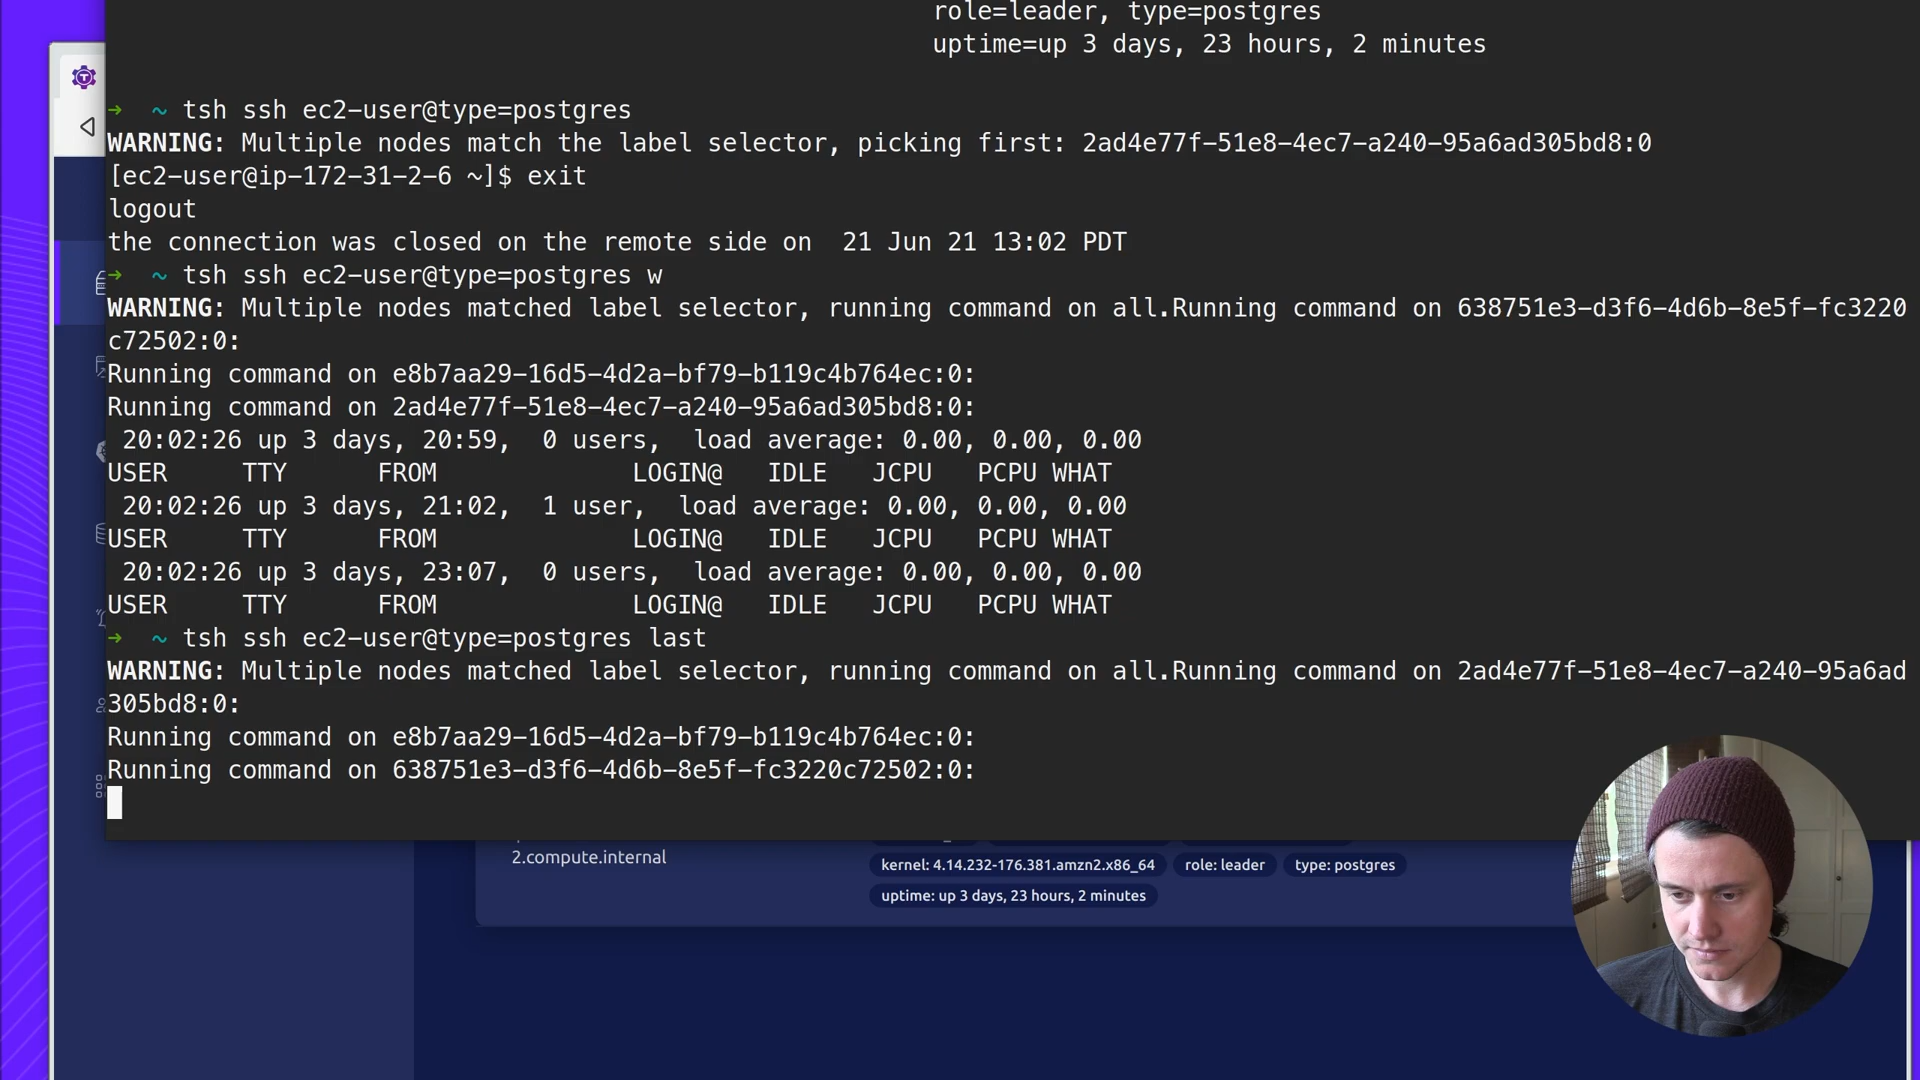 role=leader, type=postgres
uptime=up 3 days, 23 hours, 2 minutes
→ ~ tsh ssh ec2-user@type=postgres
WARNING: Multiple nodes match the label selector, picking first: 2ad4e77f-51e8-4ec7-a240-95a6ad305bd8:0
[ec2-user@ip-172-31-2-6 ~]$ exit
logout
the connection was closed on the remote side on  21 Jun 21 13:02 PDT
→ ~ tsh ssh ec2-user@type=postgres w
WARNING: Multiple nodes matched label selector, running command on all.Running command on 638751e3-d3f6-4d6b-8e5f-fc3220
c72502:0:
Running command on e8b7aa29-16d5-4d2a-bf79-b119c4b764ec:0:
Running command on 2ad4e77f-51e8-4ec7-a240-95a6ad305bd8:0:
20:02:26 up 3 days, 20:59,  0 users,  load average: 0.00, 0.00, 0.00
USER     TTY      FROM             LOGIN@   IDLE   JCPU   PCPU WHAT
20:02:26 up 3 days, 21:02,  1 user,  load average: 0.00, 0.00, 0.00
USER     TTY      FROM             LOGIN@   IDLE   JCPU   PCPU WHAT
20:02:26 up 3 days, 23:07,  0 users,  load average: 0.00, 0.00, 0.00
USER     TTY      FROM             LOGIN@   IDLE   JCPU   PCPU WHAT
→ ~ tsh ssh ec2-user@type=postgres last
WARNING: Multiple nodes matched label selector, running command on all.Running command on 2ad4e77f-51e8-4ec7-a240-95a6ad
305bd8:0:
Running command on e8b7aa29-16d5-4d2a-bf79-b119c4b764ec:0:
Running command on 638751e3-d3f6-4d6b-8e5f-fc3220c72502:0:
2.compute.internal
kernel: 4.14.232-176.381.amzn2.x86_64 role: leader type: postgres
uptime: up 3 days, 23 hours, 2 minutes